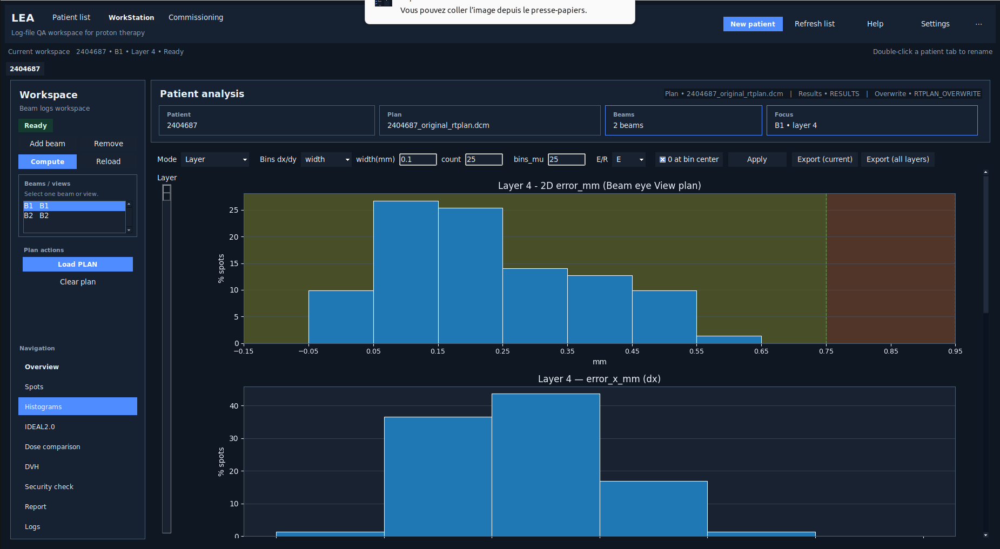 Vous pouvez coller l’image depuis le presse-papiers.
LEA Patient list WorkStation Commissioning
New patient Refresh list Help Settings ...
Log-file QA workspace for proton therapy
Current workspace 2404687 • B1 • Layer 4 • Ready
Double-click a patient tab to rename
2404687
Workspace
Beam logs workspace
Ready
Add beam Remove
Compute Reload
Beams / views
Select one beam or view.
B1 B1
B2 B2
Plan actions
Load PLAN
Clear plan
Navigation
Overview
Spots
Histograms
IDEAL2.0
Dose comparison
DVH
Security check
Report
Logs
Patient analysis
Plan • 2404687_original_rtplan.dcm | Results • RESULTS | Overwrite • RTPLAN_OVERWRITE
Patient
2404687
Plan
2404687_original_rtplan.dcm
Beams
2 beams
Focus
B1 • layer 4
Mode Layer Bins dx/dy width width(mm) 0.1 count 25 bins_mu 25 E/R E 0 at bin center Apply Export (current) Export (all layers)
Layer
Layer 4 - 2D error_mm (Beam eye View plan)
25
20
15
10
5
0
% spots
−0.15 −0.05 0.05 0.15 0.25 0.35 0.45 0.55 0.65 0.75 0.85 0.95
mm
Layer 4 — error_x_mm (dx)
40
30
20
10
0
% spots